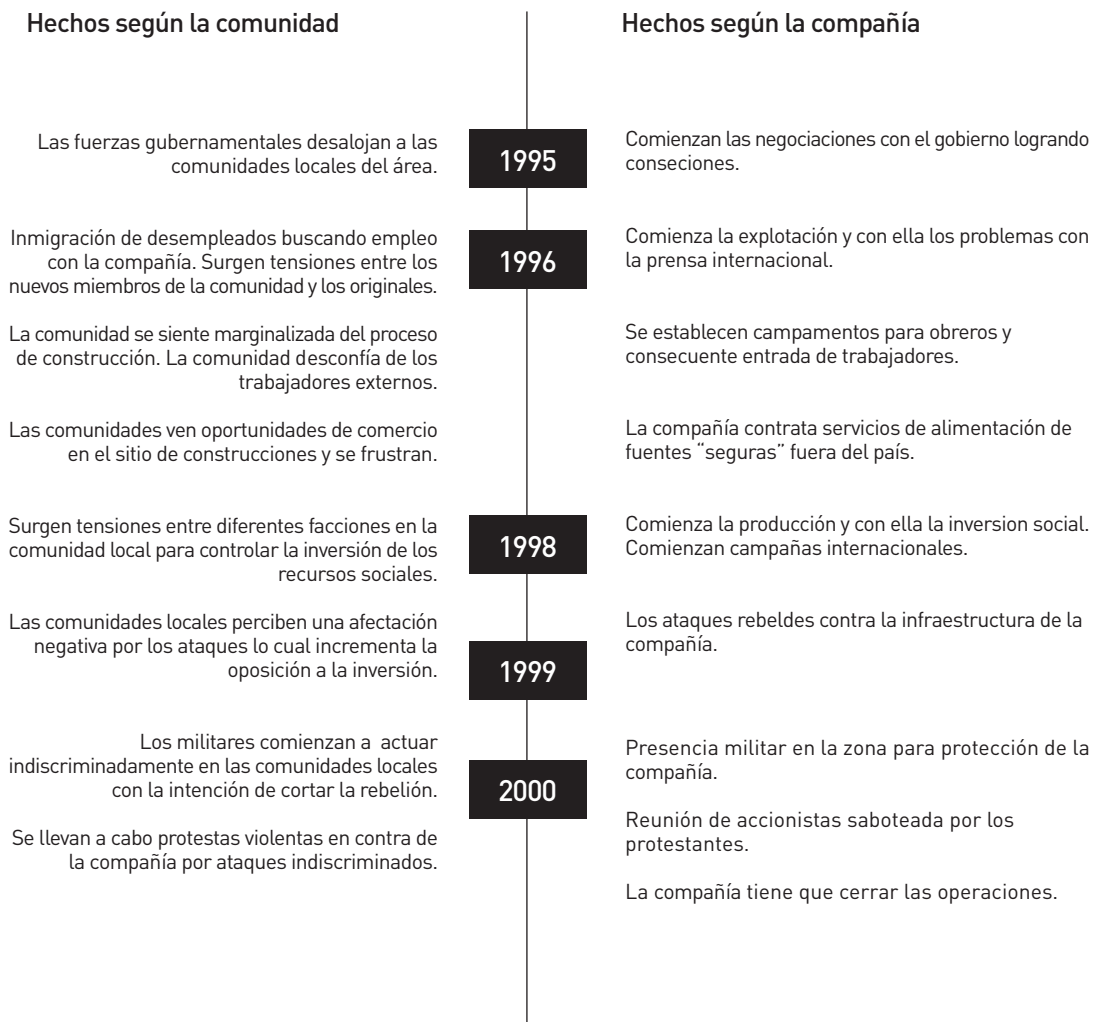 Hechos según la comunidad
Hechos según la compañía
Las fuerzas gubernamentales desalojan a las
comunidades locales del área.
1995
Comienzan las negociaciones con el gobierno logrando
conseciones.
Inmigración de desempleados buscando empleo
con la compañía. Surgen tensiones entre los
nuevos miembros de la comunidad y los originales.
1996
Comienza la explotación y con ella los problemas con
la prensa internacional.
La comunidad se siente marginalizada del proceso
de construcción. La comunidad desconfía de los
trabajadores externos.
Se establecen campamentos para obreros y
consecuente entrada de trabajadores.
Las comunidades ven oportunidades de comercio
en el sitio de construcciones y se frustran.
La compañía contrata servicios de alimentación de
fuentes “seguras” fuera del país.
Surgen tensiones entre diferentes facciones en la
comunidad local para controlar la inversión de los
recursos sociales.
1998
Comienza la producción y con ella la inversion social.
Comienzan campañas internacionales.
Las comunidades locales perciben una afectación
negativa por los ataques lo cual incrementa la
oposición a la inversión.
1999
Los ataques rebeldes contra la infraestructura de la
compañía.
Los militares comienzan a actuar
indiscriminadamente en las comunidades locales
con la intención de cortar la rebelión.
2000
Presencia militar en la zona para protección de la
compañía.
Se llevan a cabo protestas violentas en contra de
la compañía por ataques indiscriminados.
Reunión de accionistas saboteada por los
protestantes.
La compañía tiene que cerrar las operaciones.